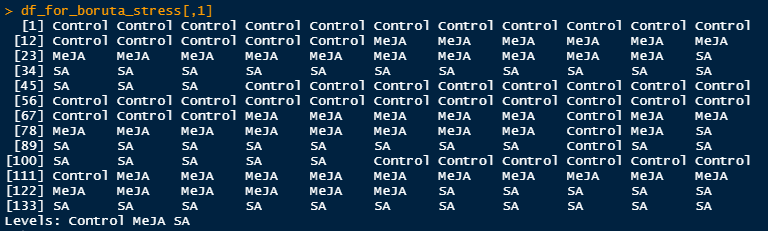 > df_for_boruta_stress[,1]
[1] Control Control Control Control Control Control Control Control Control Control Control
[12] Control Control Control Control Control MeJA MeJA MeJA MeJA MeJA MeJA
[23] MeJA MeJA MeJA MeJA MeJA MeJA MeJA MeJA MeJA MeJA SA
[34] SA SA SA SA SA SA SA SA SA SA SA
[45] SA SA SA Control Control Control Control Control Control Control Control
[56] Control Control Control Control Control Control Control Control Control Control Control
[67] Control Control Control MeJA MeJA MeJA MeJA MeJA Control MeJA MeJA
[78] MeJA MeJA MeJA MeJA MeJA MeJA MeJA MeJA Control MeJA SA
[89] SA SA SA SA SA SA SA SA Control SA SA
[100] SA SA SA SA SA Control Control Control Control Control Control
[111] Control MeJA MeJA MeJA MeJA MeJA MeJA MeJA MeJA MeJA MeJA
[122] MeJA MeJA MeJA MeJA MeJA MeJA SA SA SA SA SA
[133] SA SA SA SA SA SA SA SA SA SA SA
Levels: Control MeJA SA